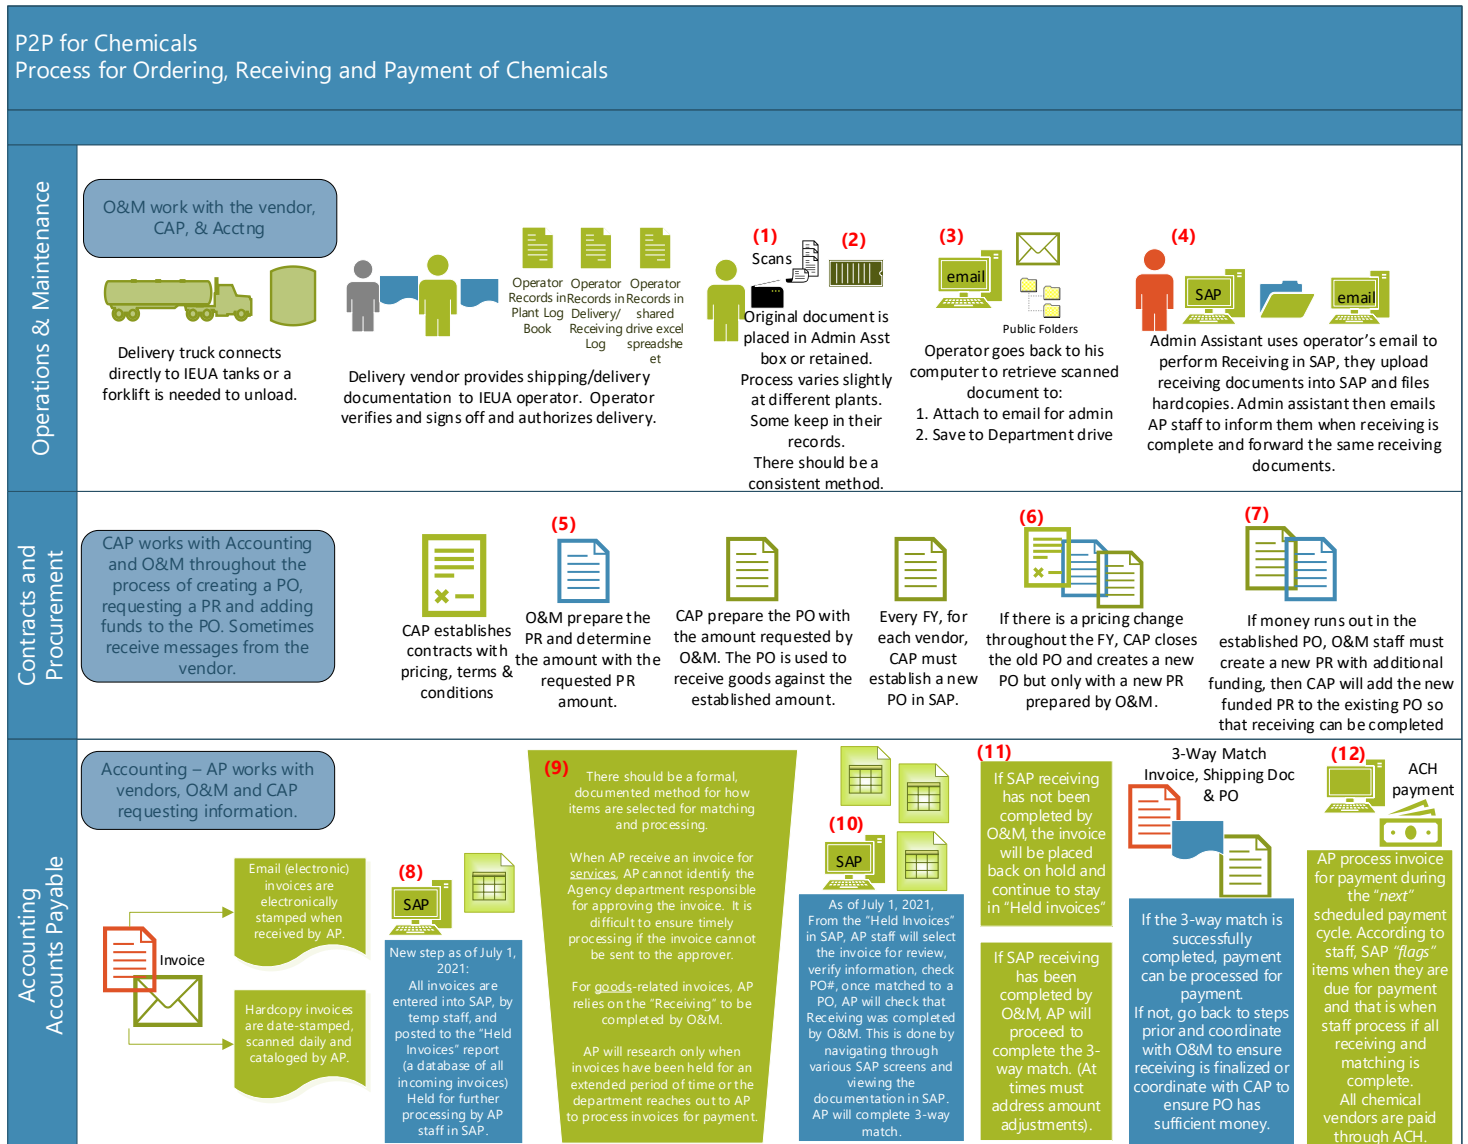 P2P for Chemicals
Process for Ordering, Receiving and Payment of Chemicals
Operations & Maintenance
O&M work with the vendor,
CAP, & Acctng
Delivery truck connects
directly to IEUA tanks or a
forklift is needed to unload.
Operator
Records in
Plant Log
Book
Operator
Records in
Delivery/
Receiving
Log
Operator
Records in
shared
drive excel
spreadshe
et
Delivery vendor provides shipping/delivery
documentation to IEUA operator. Operator
verifies and signs off and authorizes delivery.
(1)
Scans
(2)
Original document is
placed in Admin Asst
box or retained.
Process varies slightly
at different plants.
Some keep in their
records.
There should be a
consistent method.
(3)
email
Public Folders
Operator goes back to his
computer to retrieve scanned
document to:
1. Attach to email for admin
2. Save to Department drive
(4)
SAP
email
Admin Assistant uses operator's email to
perform Receiving in SAP, they upload
receiving documents into SAP and files
hardcopies. Admin assistant then emails
AP staff to inform them when receiving is
complete and forward the same receiving
documents.
Contracts and
Procurement
CAP works with Accounting
and O&M throughout the
process of creating a PO,
requesting a PR and adding
funds to the PO. Sometimes
receive messages from the
vendor.
CAP establishes
contracts with
pricing, terms &
conditions
(5)
O&M prepare the
PR and determine
the amount with the
requested PR
amount.
CAP prepare the PO with
the amount requested by
O&M. The PO is used to
receive goods against the
established amount.
Every FY, for
each vendor,
CAP must
establish a new
PO in SAP.
(6)
If there is a pricing change
throughout the FY, CAP closes
the old PO and creates a new
PO but only with a new PR
prepared by O&M.
(7)
If money runs out in the
established PO, O&M staff must
create a new PR with additional
funding, then CAP will add the new
funded PR to the existing PO so
that receiving can be completed
Accounting
Accounts Payable
Accounting – AP works with
vendors, O&M and CAP
requesting information.
Invoice
Email (electronic)
invoices are
electronically
stamped when
received by AP.
Hardcopy invoices
are date-stamped,
scanned daily and
cataloged by AP.
(8)
SAP
New step as of July 1,
2021:
All invoices are
entered into SAP, by
temp staff, and
posted to the "Held
Invoices" report
(a database of all
incoming invoices)
Held for further
processing by AP
staff in SAP.
(9)
There should be a formal,
documented method for how
items are selected for matching
and processing.
When AP receive an invoice for
services, AP cannot identify the
Agency department responsible
for approving the invoice. It is
difficult to ensure timely
processing if the invoice cannot
be sent to the approver.
For goods-related invoices, AP
relies on the "Receiving" to be
completed by O&M.
AP will research only when
invoices have been held for an
extended period of time or the
department reaches out to AP
to process invoices for payment.
(10)
SAP
As of July 1, 2021,
From the "Held Invoices"
in SAP, AP staff will select
the invoice for review,
verify information, check
PO#, once matched to a
PO, AP will check that
Receiving was completed
by O&M. This is done by
navigating through
various SAP screens and
viewing the
documentation in SAP.
AP will complete 3-way
match.
(11)
If SAP receiving
has not been
completed by
O&M, the invoice
will be placed
back on hold and
continue to stay
in "Held invoices"
If SAP receiving
has been
completed by
O&M, AP will
proceed to
complete the 3-
way match. (At
times must
address amount
adjustments).
3-Way Match
Invoice, Shipping Doc
& PO
If the 3-way match is
successfully
completed, payment
can be processed for
payment.
If not, go back to steps
prior and coordinate
with O&M to ensure
receiving is finalized or
coordinate with CAP to
ensure PO has
sufficient money.
(12)
ACH
payment
AP process invoice
for payment during
the "next"
scheduled payment
cycle. According to
staff, SAP "flags"
items when they are
due for payment
and that is when
staff process if all
receiving and
matching is
complete.
All chemical
vendors are paid
through ACH.